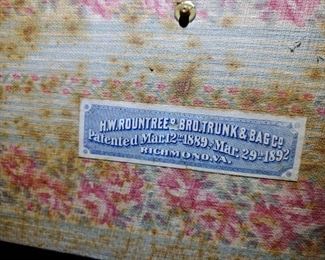 H.W. ROUNTREE & BRO. TRUNK & BAG CO
Patented Mar. 12th 1889. Mar. 29th 1892
RICHMOND, VA.